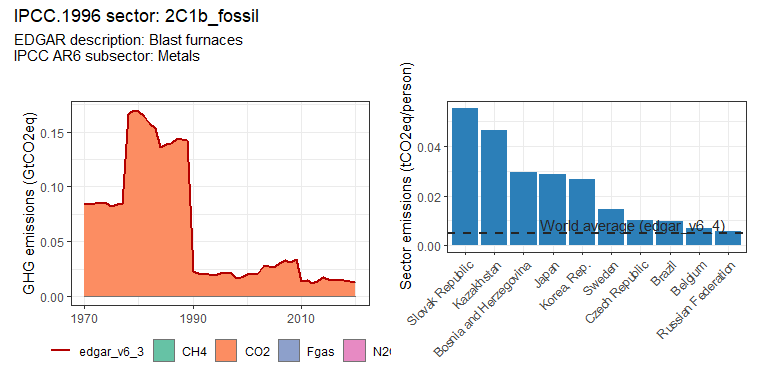 IPCC.1996 sector: 2C1b_fossil
EDGAR description: Blast furnaces
IPCC AR6 subsector: Metals
GHG emissions (GtCO2eq)
0.15
0.10
0.05
0.00
1970
1990
2010
edgar_v6_3
CH4
CO2
Fgas
N2
Sector emissions (tCO2eq/person)
0.04
0.02
0.00
World average (edgar_v6_4)
Slovak Republic
Kazakhstan
Bosnia and Herzegovina
Japan
Korea, Rep.
Sweden
Czech Republic
Brazil
Belgium
Russian Federation